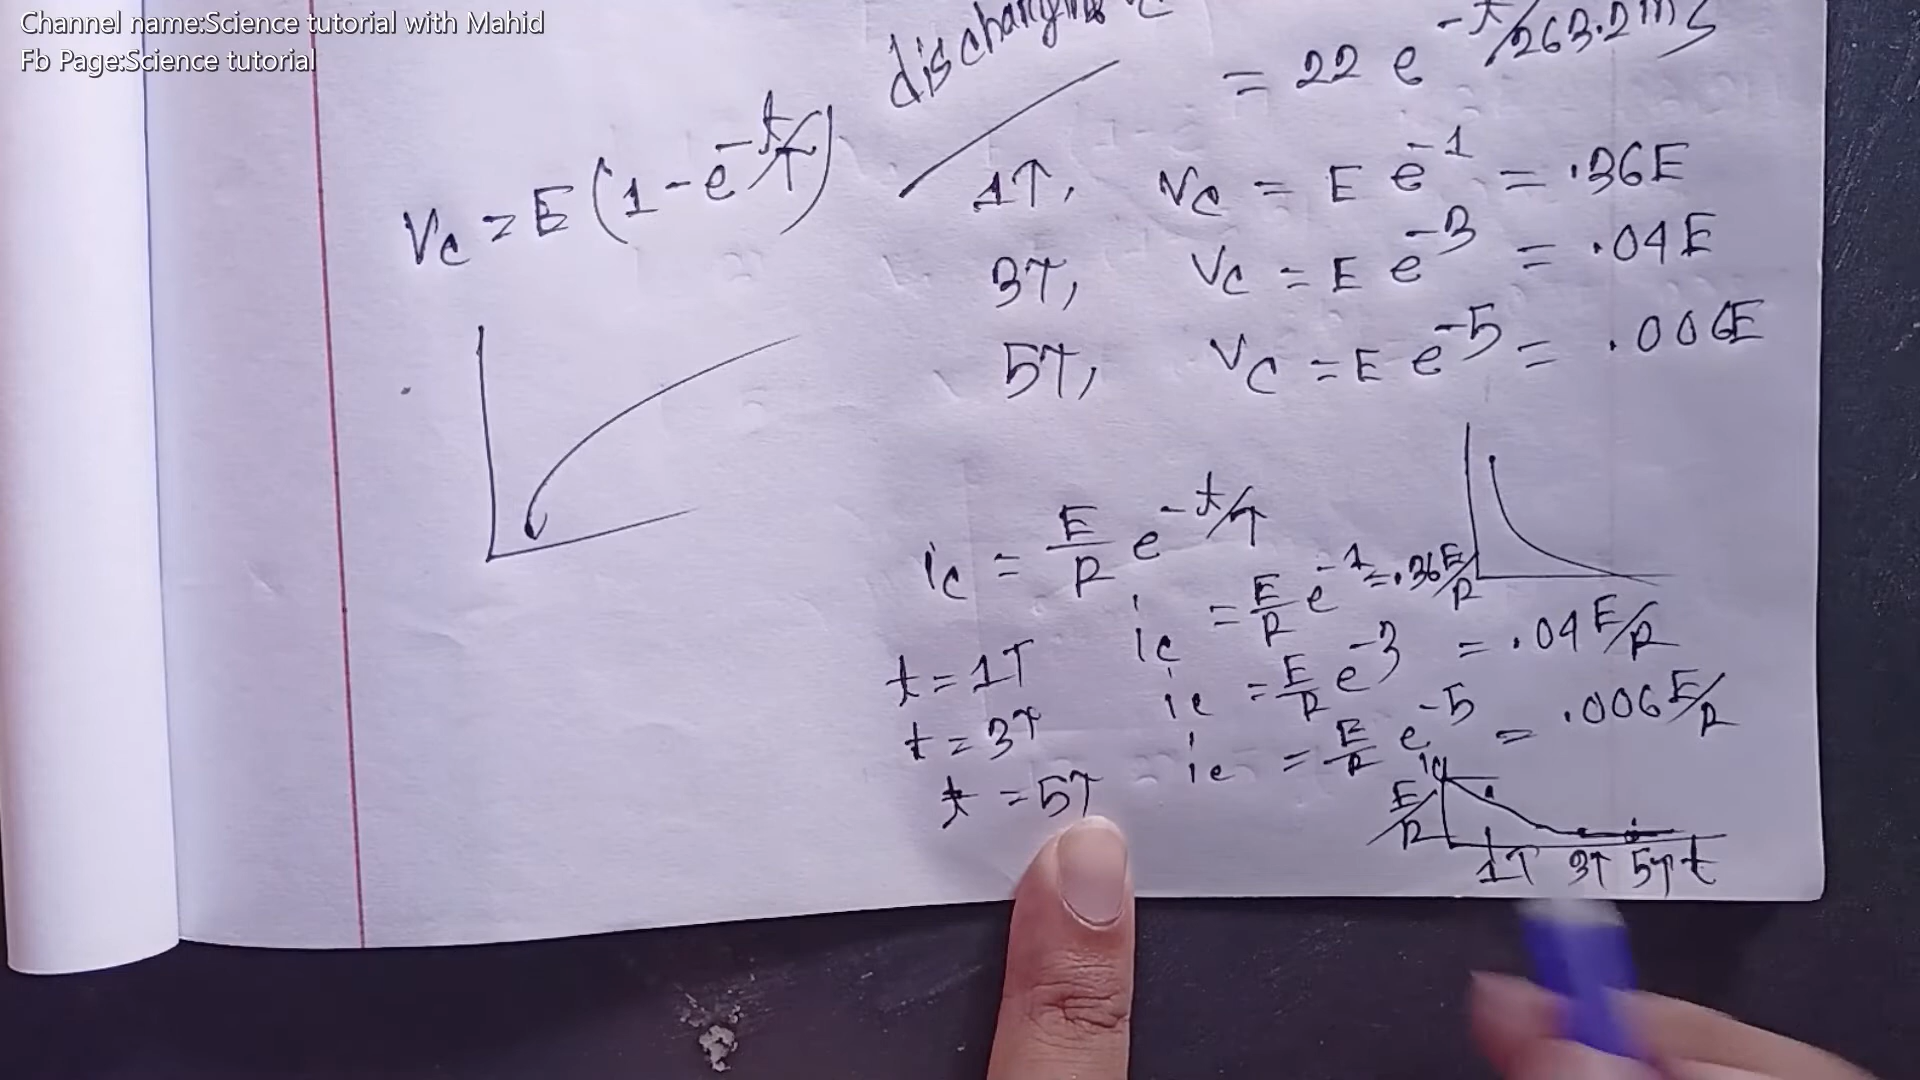 Channel name:Science tutorial with Mahid
Fb Page:Science tutorial
discharging
= 22 e^-t/263.2ms
Vc = E(1-e^-t/τ)
1τ, Vc = E e^-1 = .36E
3τ, Vc = E e^-3 = .04E
5τ, Vc = E e^-5 = .006E
ic = E/R e^-t/τ
t = 1τ ic = E/R e^-1 = .36E/R
t = 3τ ic = E/R e^-3 = .04E/R
t = 5τ ic = E/R e^-5 = .006E/R
ic
E/R
1τ 3τ 5τ t